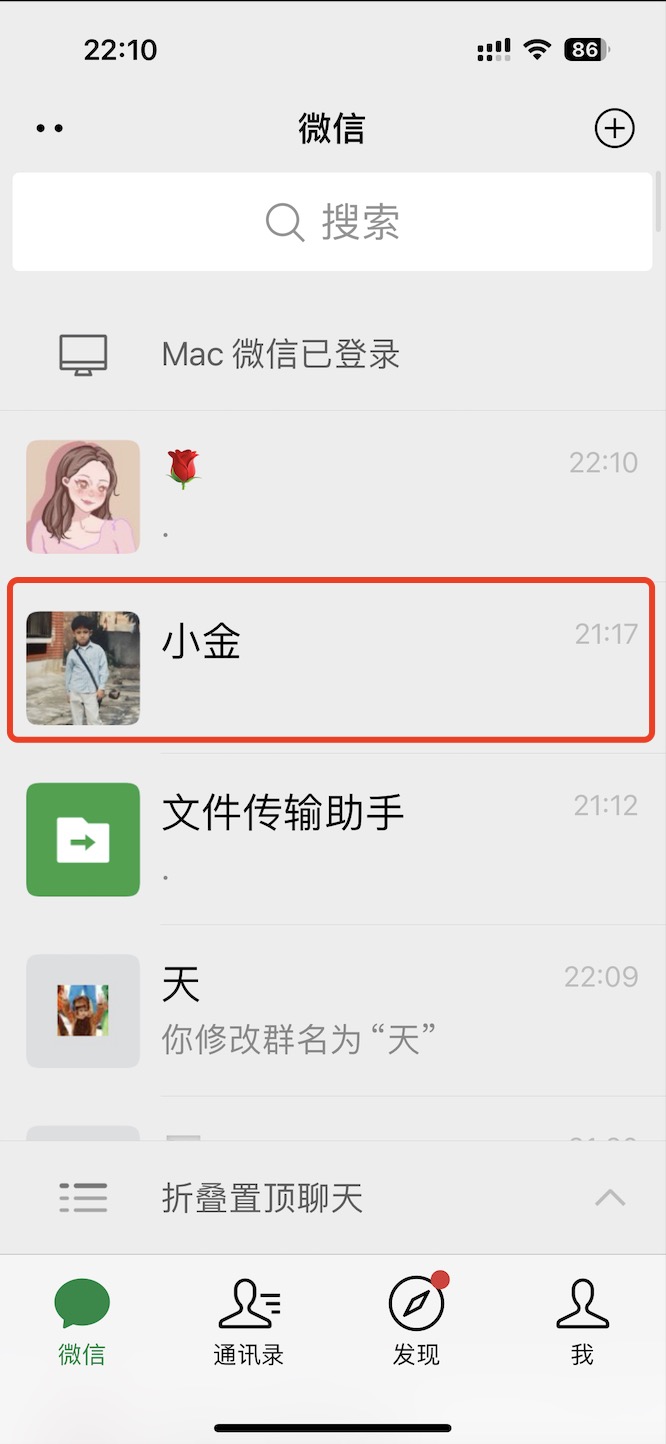 22:10
86
微信
搜索
Mac 微信已登录
🌹
22:10
.
小金
21:17
文件传输助手
21:12
.
天
22:09
你修改群名为“天”
折叠置顶聊天
微信
通讯录
发现
我